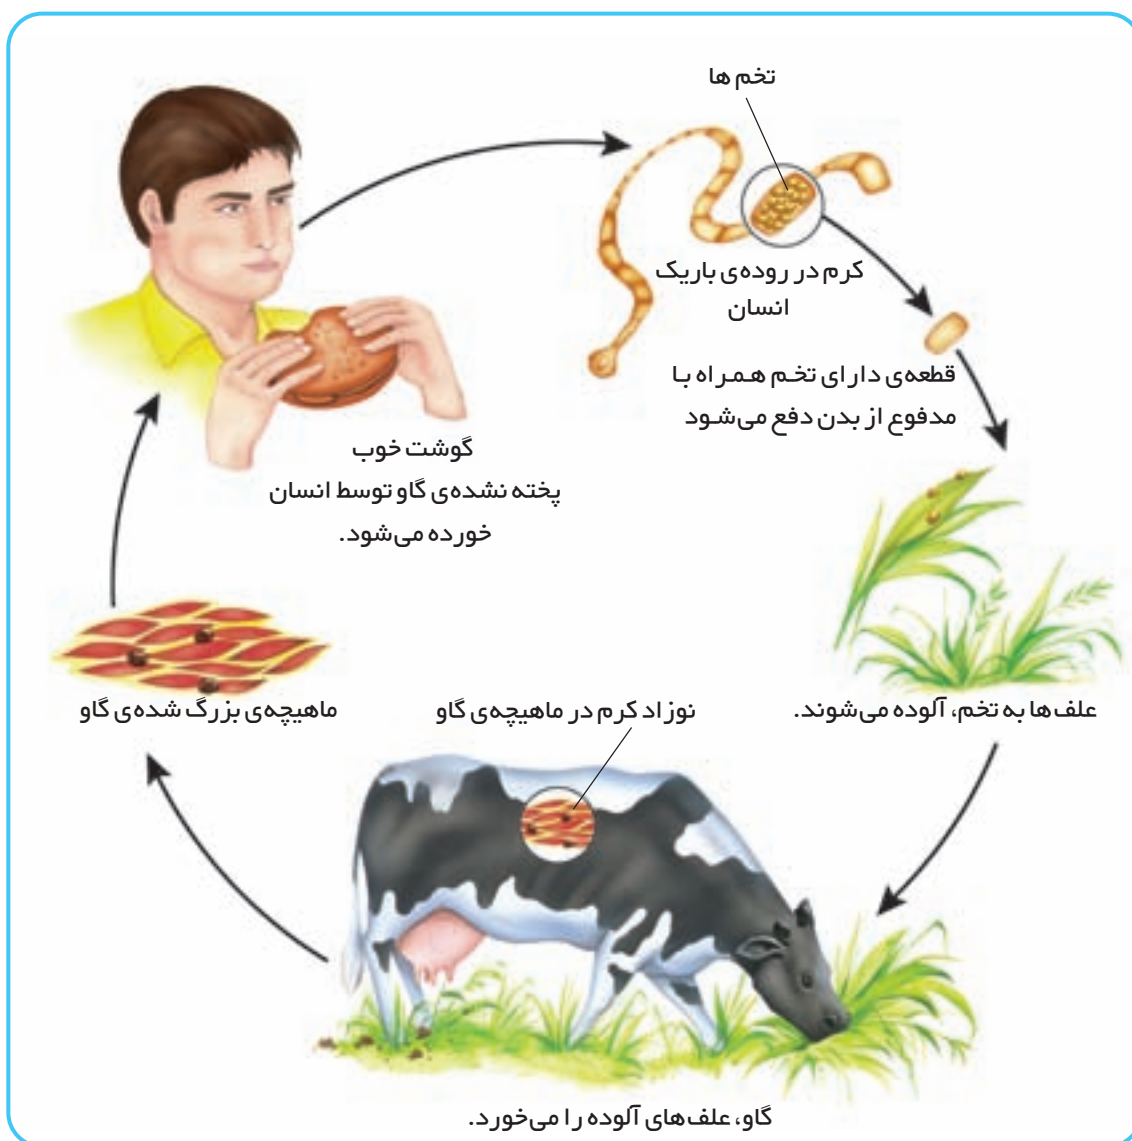 تخم ها
کرم در روده‌ی باریک
انسان
قطعه‌ی دارای تخم همراه با
مدفوع از بدن دفع می‌شود
گوشت خوب
پخته نشده‌ی گاو توسط انسان
خورده می‌شود.
علف‌ها به تخم، آلوده می‌شوند.
نوزاد کرم در ماهیچه‌ی گاو
ماهیچه‌ی بزرگ شده‌ی گاو
گاو، علف‌های آلوده را می‌خورد.